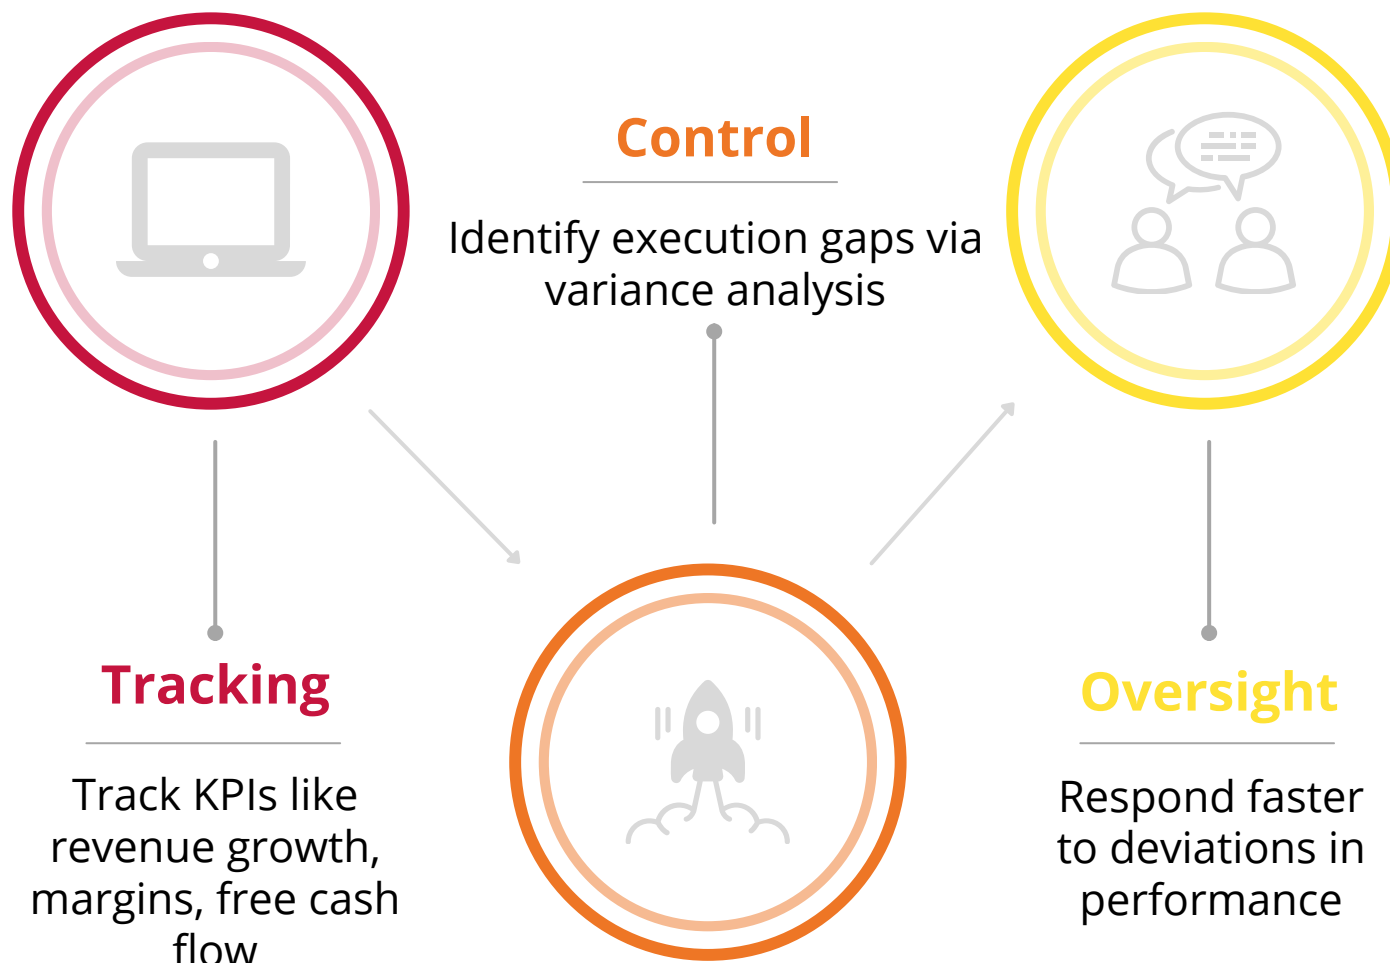 Control
Identify execution gaps via
variance analysis
Tracking
Track KPIs like
revenue growth,
margins, free cash
flow
Oversight
Respond faster
to deviations in
performance